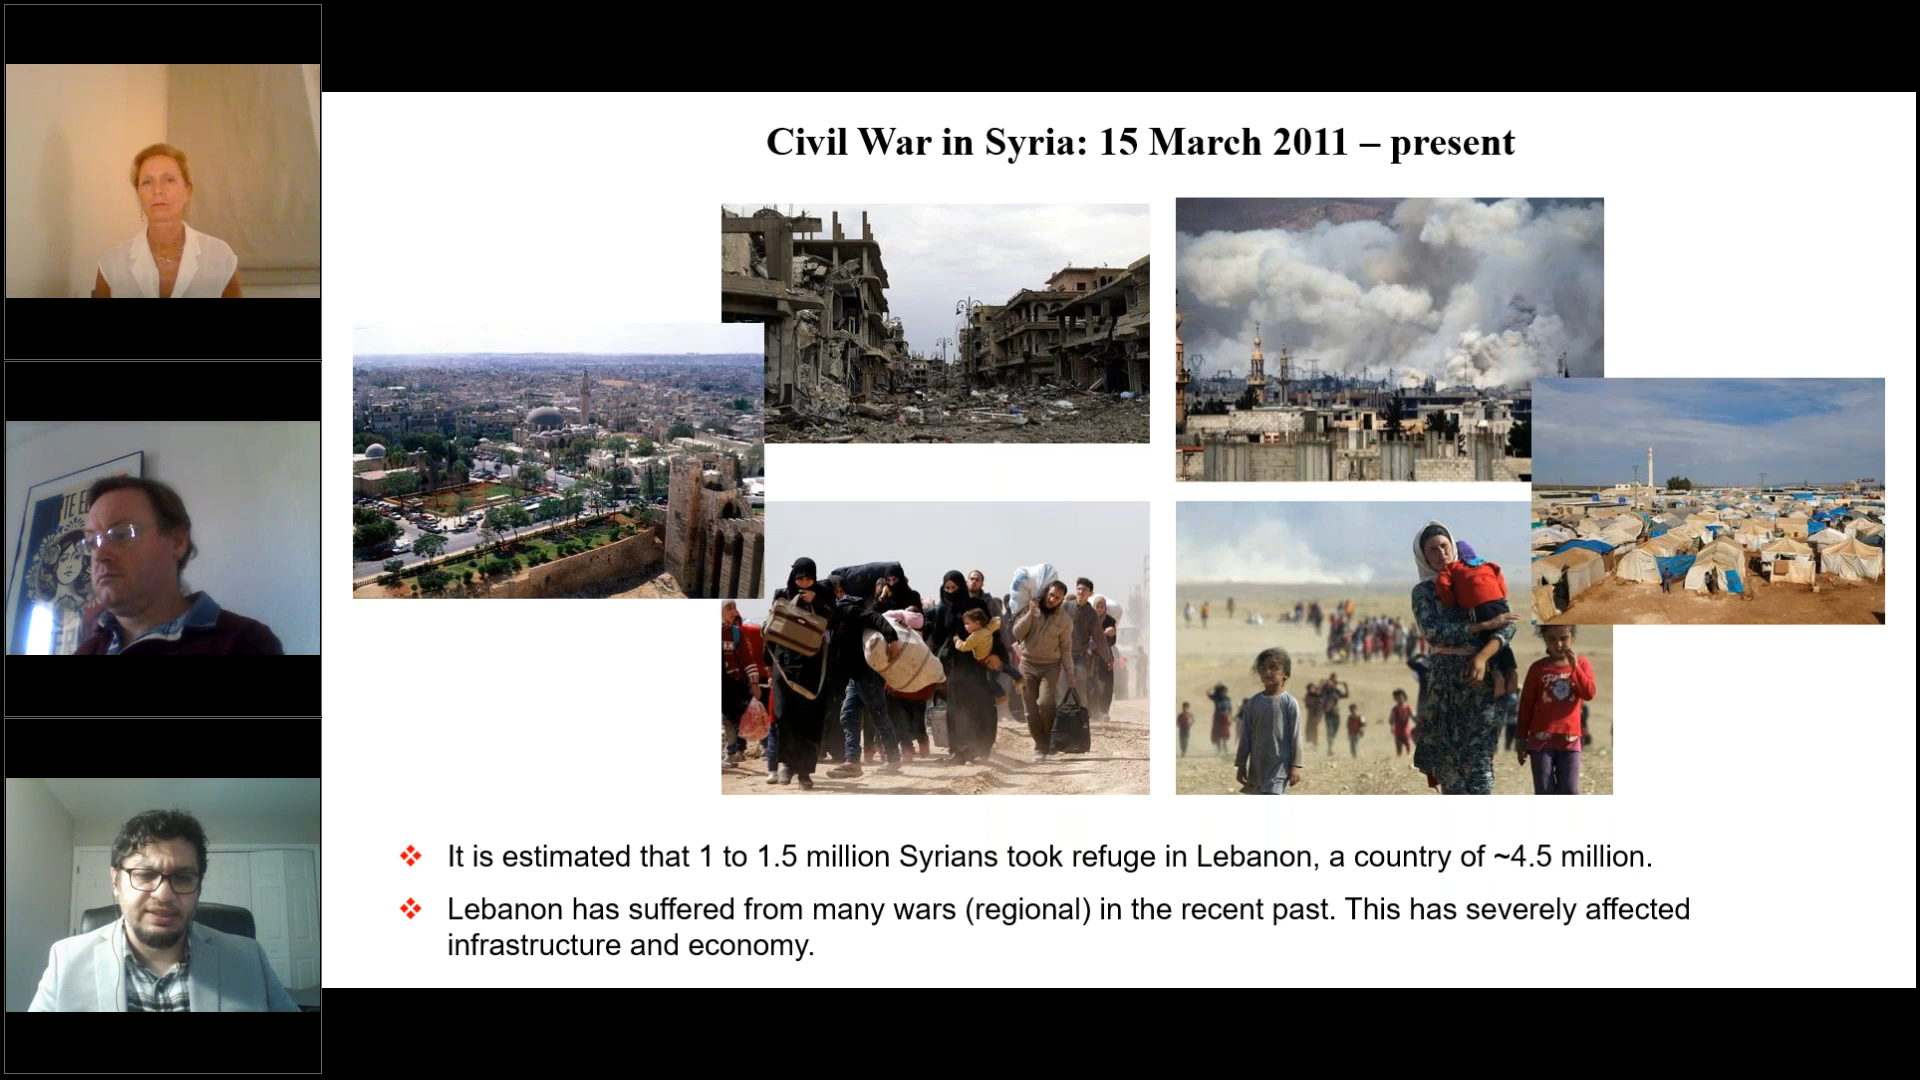 Civil War in Syria: 15 March 2011 – present
It is estimated that 1 to 1.5 million Syrians took refuge in Lebanon, a country of ~4.5 million.
Lebanon has suffered from many wars (regional) in the recent past. This has severely affected
infrastructure and economy.